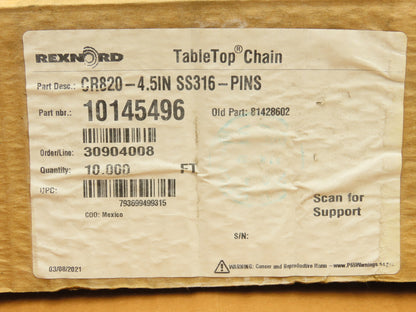 REXNORD TableTop® Chain
Part Desc.: CR820-4.5IN SS316-PINS
Part nbr.: 10145496 Old Part: 81428602
Order/Line: 30904008
Quantity: 10.000 FT
UPC:
793699499315
COO: Mexico
Scan for
Support
S/N:
03/08/2021
WARNING: Cancer and Reproductive Harm - www.P65Warnings.ca.gov